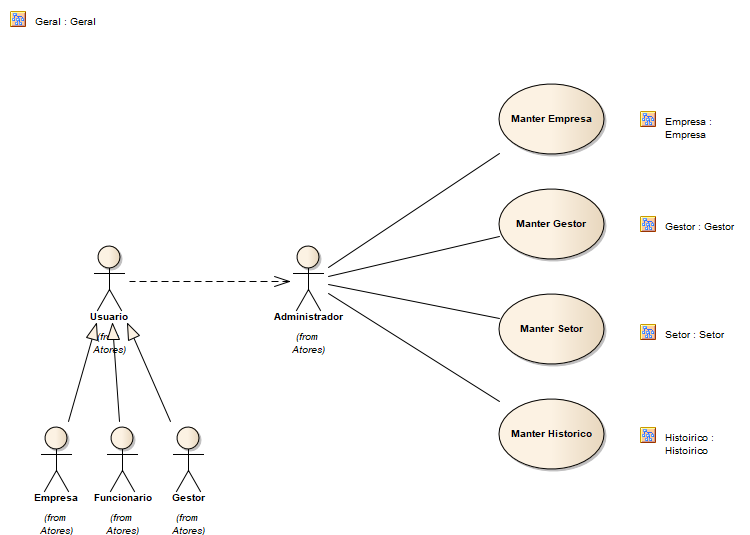 Geral : Geral
Manter Empresa
Empresa :
Empresa
Manter Gestor
Gestor : Gestor
Usuario
(from
Atores)
Administrador
(from
Atores)
Manter Setor
Setor : Setor
Manter Historico
Histoirico :
Histoirico
Empresa
(from
Atores)
Funcionario
(from
Atores)
Gestor
(from
Atores)